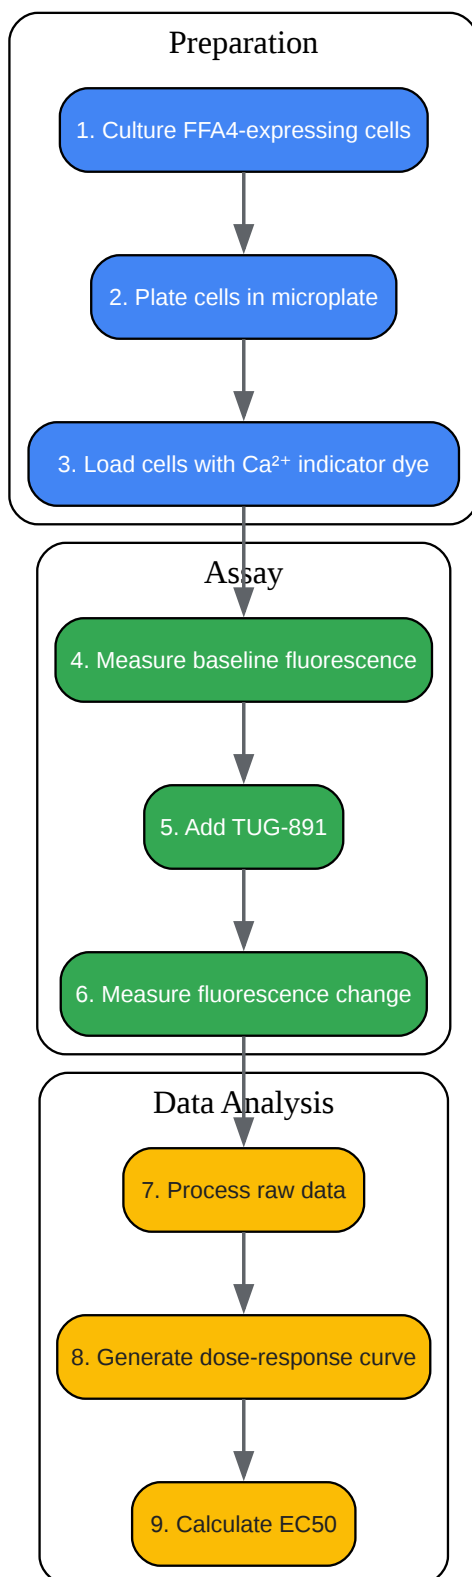 Preparation
1. Culture FFA4-expressing cells
2. Plate cells in microplate
3. Load cells with Ca²⁺ indicator dye
Assay
4. Measure baseline fluorescence
5. Add TUG-891
6. Measure fluorescence change
Data Analysis
7. Process raw data
8. Generate dose-response curve
9. Calculate EC50